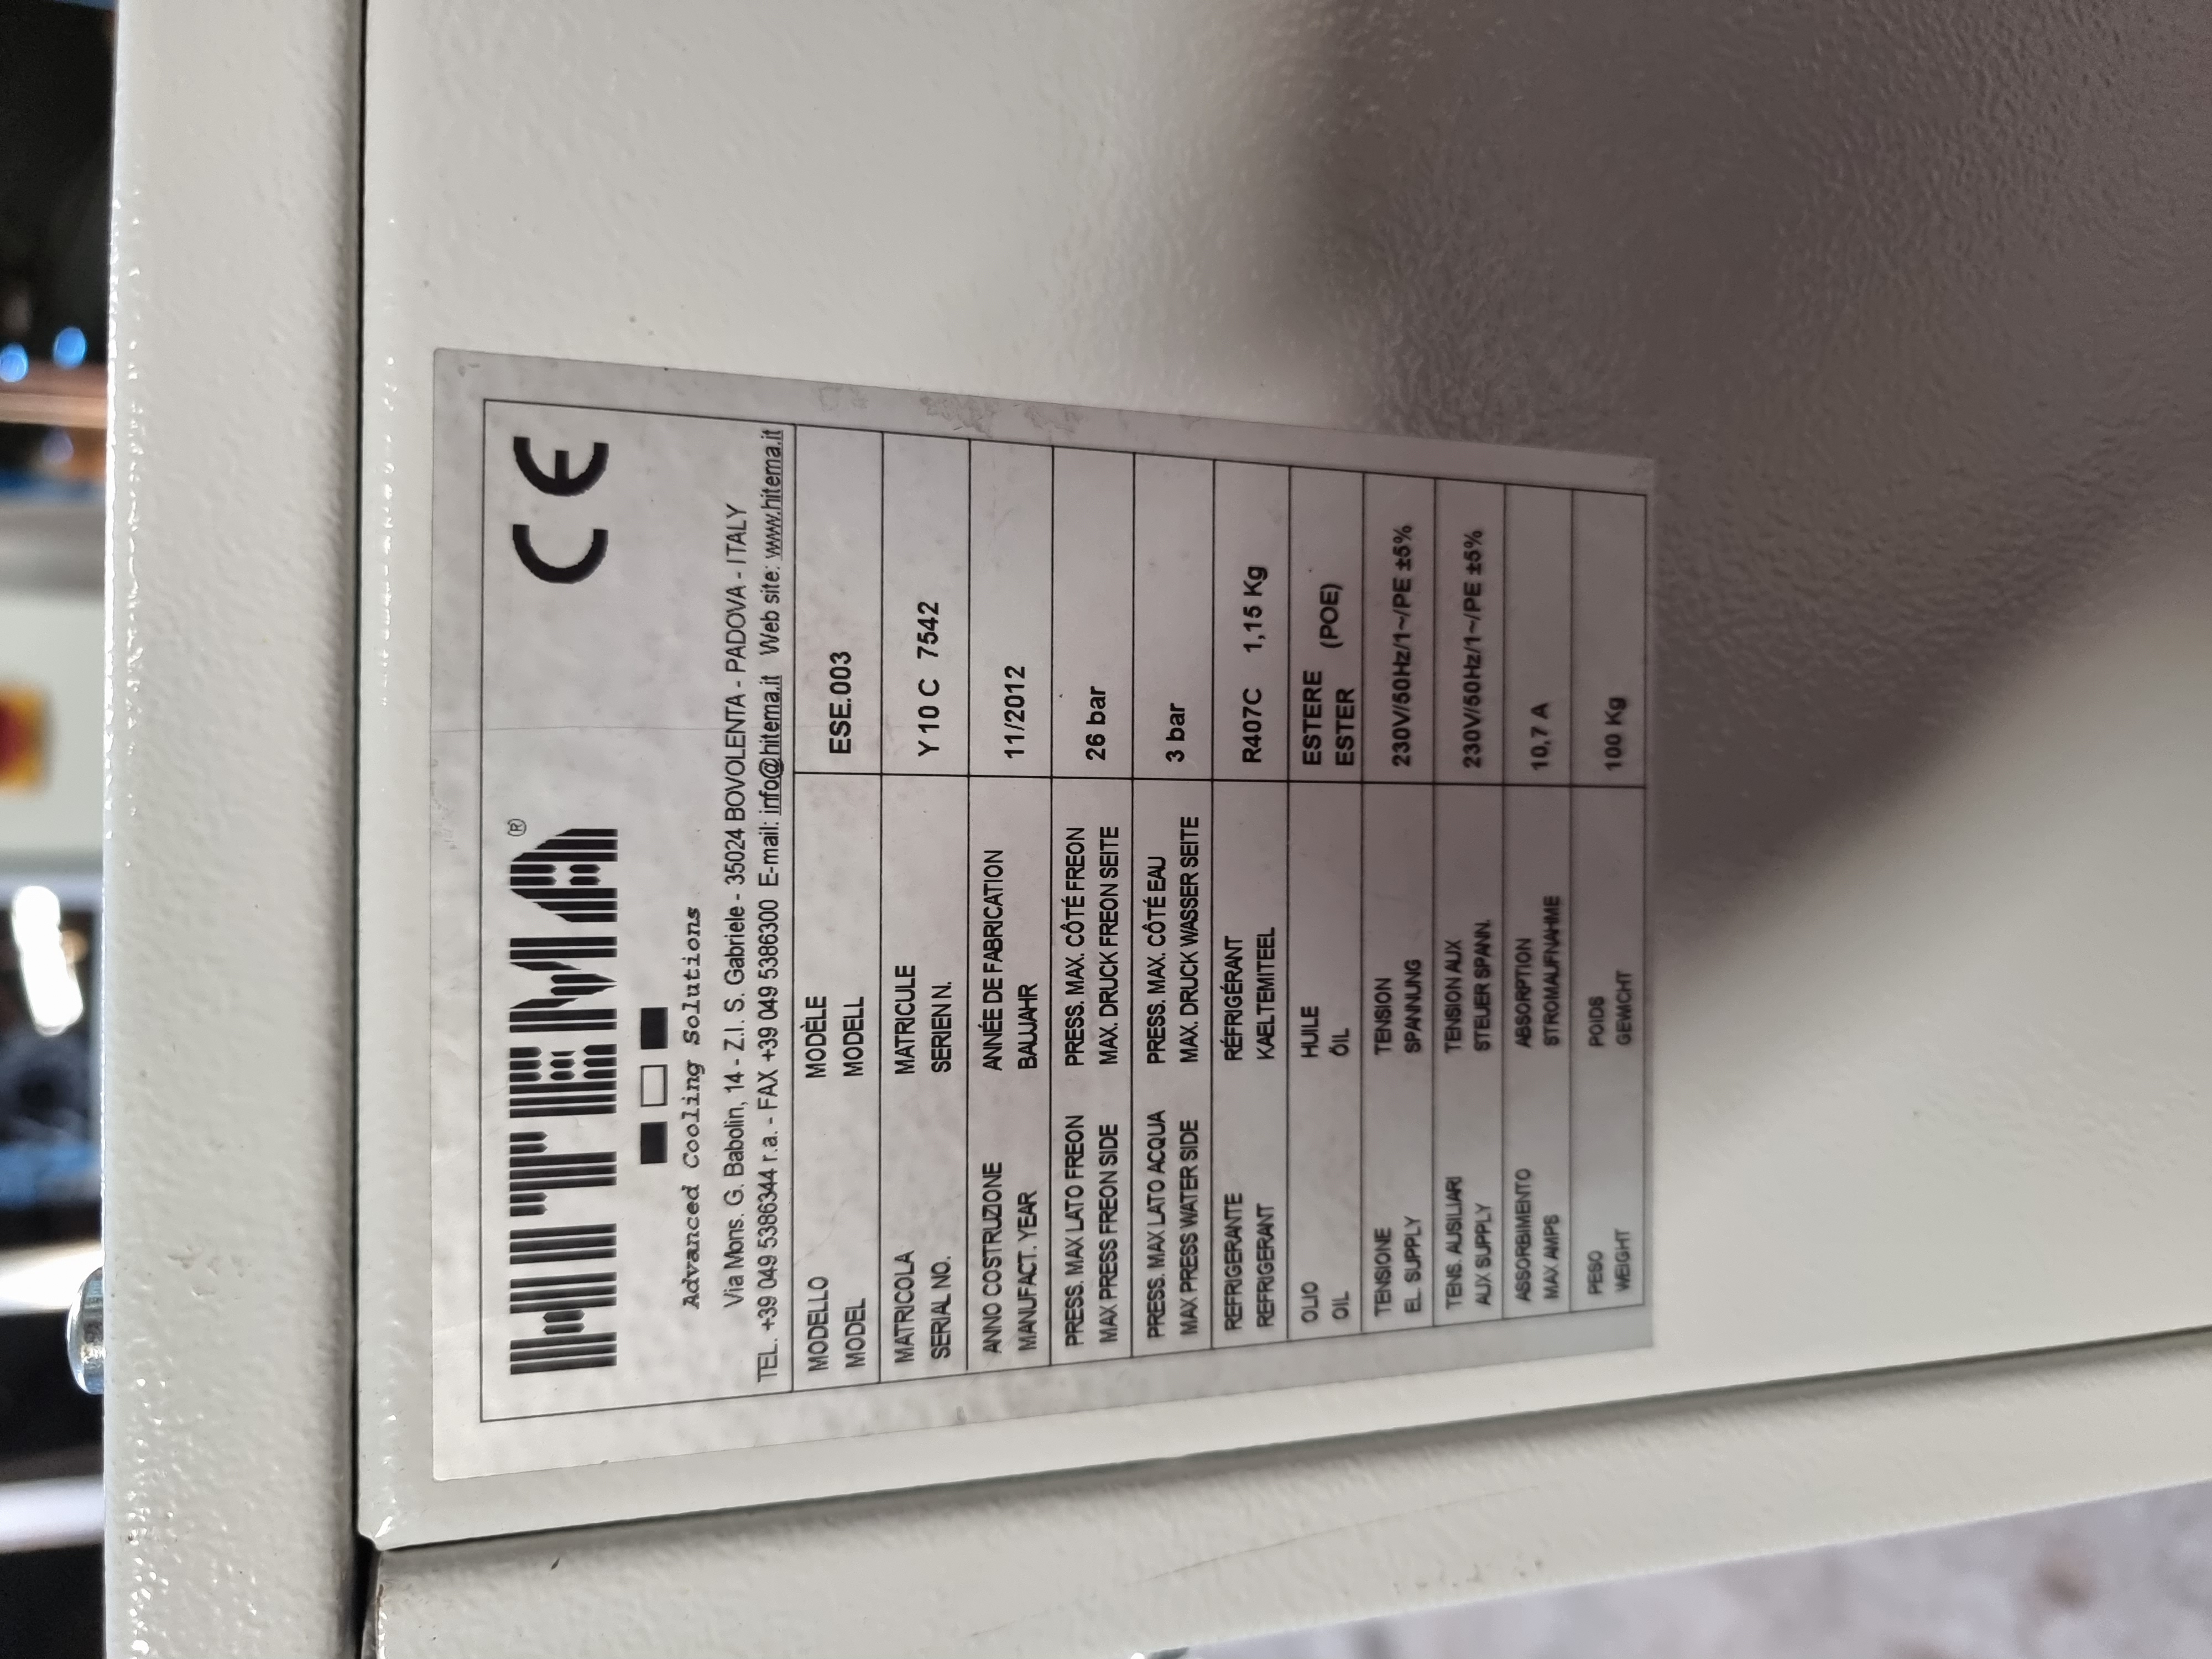 HITEMA®
CE
Advanced Cooling Solutions
Via Mons. G. Babolin, 14 - Z.I. S. Gabriele - 35024 BOVOLENTA - PADOVA - ITALY
TEL. +39 049 5386344 r.a. - FAX +39 049 5386300 E-mail: info@hitema.it Web site: www.hitema.it
MODELLO MODÈLE ESE.003
MODEL MODELL
MATRICOLA MATRICULE Y10 C 7542
SERIAL NO. SERIEN N.
ANNO COSTRUZIONE ANNÉE DE FABRICATION 11/2012
MANUFACT. YEAR BAUJAHR
PRESS. MAX LATO FREON PRESS. MAX. CÔTÉ FREON 26 bar
MAX PRESS FREON SIDE MAX. DRUCK FREON SEITE
PRESS. MAX LATO ACQUA PRESS. MAX. CÔTÉ EAU 3 bar
MAX PRESS WATER SIDE MAX. DRUCK WASSER SEITE
REFRIGERANTE RÉFRIGÉRANT R407C 1,15 Kg
REFRIGERANT KAELTEMITEEL
OLIO HUILE ESTERE (POE)
OIL ÖIL ESTER
TENSIONE TENSION 230V/50Hz/1~/PE ±5%
EL. SUPPLY SPANNUNG
TENS. AUSILIARI TENSION AUX 230V/50Hz/1~/PE ±5%
AUX SUPPLY STEUER SPANN.
ASSORBIMENTO ABSORPTION 10,7 A
MAX AMPS STROMAUFNAHME
PESO POIDS 100 Kg
WEIGHT GEWICHT